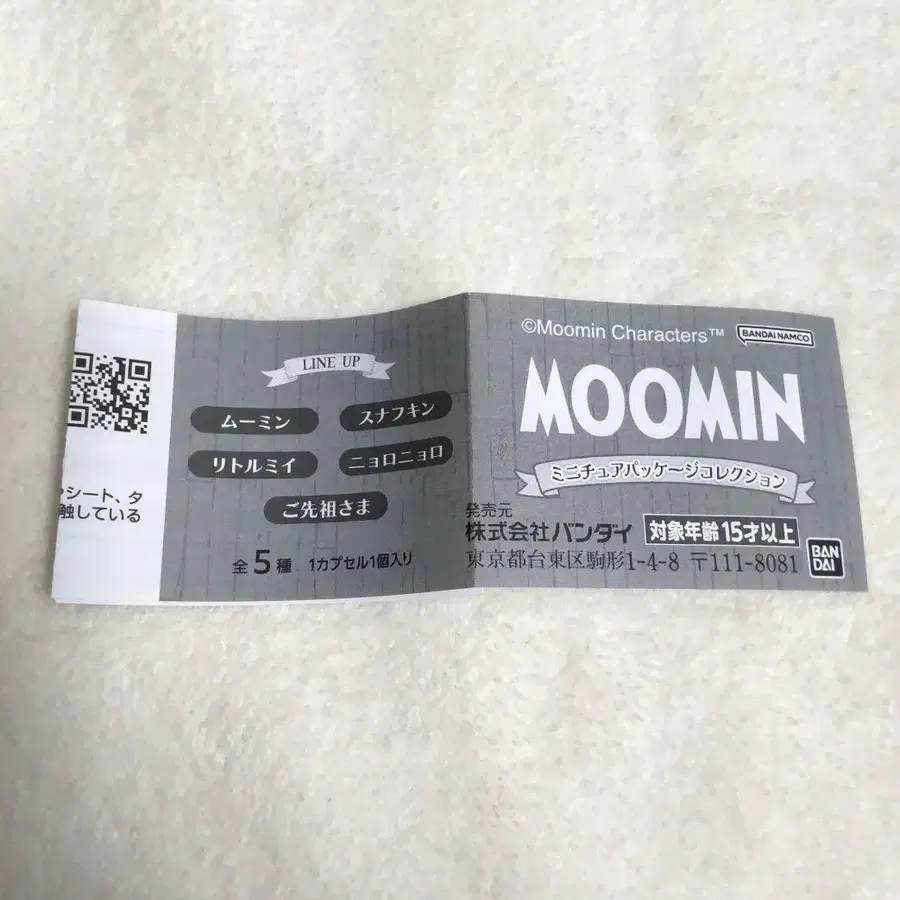 シート、タ
触している
LINE UP
ムーミン
スナフキン
リトルミイ
ニョロニョロ
ご先祖さま
全5種 1カプセル1個入り
©Moomin Characters™
BANDAI NAMCO
MOOMIN
ミニチュアパッケージコレクション
発売元
株式会社バンダイ 対象年齢15才以上
東京都台東区駒形1-4-8 〒111-8081
BAN
DAI